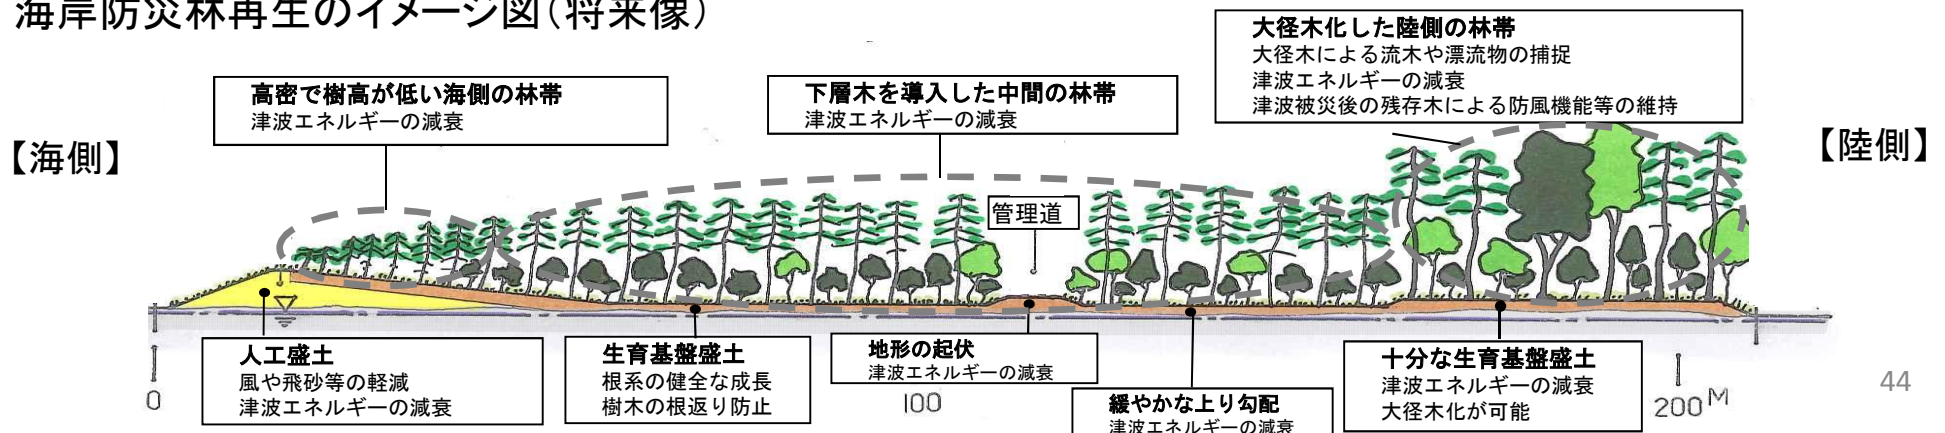 海岸防災林再生のイメージ図（将来像）
大径木化した陸側の林帯
大径木による流木や漂流物の捕捉
津波エネルギーの減衰
津波被災後の残存木による防風機能等の維持
高密で樹高が低い海側の林帯
津波エネルギーの減衰
下層木を導入した中間の林帯
津波エネルギーの減衰
【海側】
【陸側】
管理道
人工盛土
風や飛砂等の軽減
津波エネルギーの減衰
生育基盤盛土
根系の健全な成長
樹木の根返り防止
地形の起伏
津波エネルギーの減衰
緩やかな上り勾配
津波エネルギーの減衰
十分な生育基盤盛土
津波エネルギーの減衰
大径木化が可能
0
100
200M
44